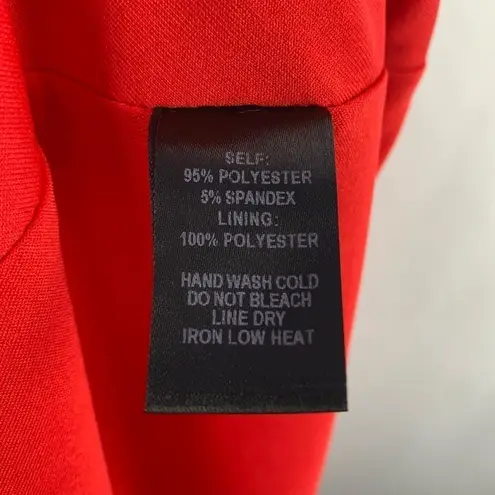 SELF:
95% POLYESTER
5% SPANDEX
LINING:
100% POLYESTER
HAND WASH COLD
DO NOT BLEACH
LINE DRY
IRON LOW HEAT